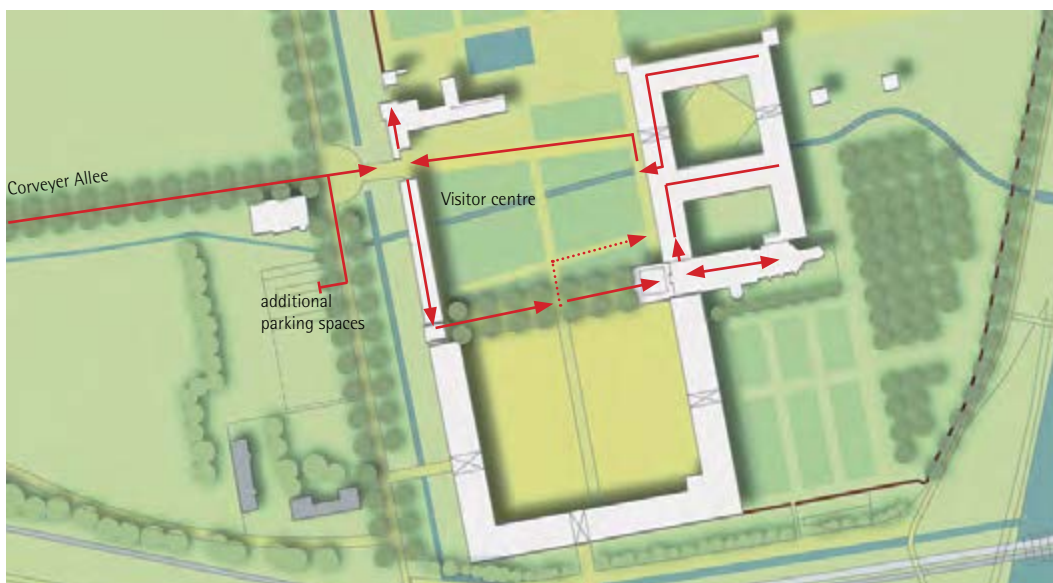 Corveyer Allee
Visitor centre
additional
parking spaces